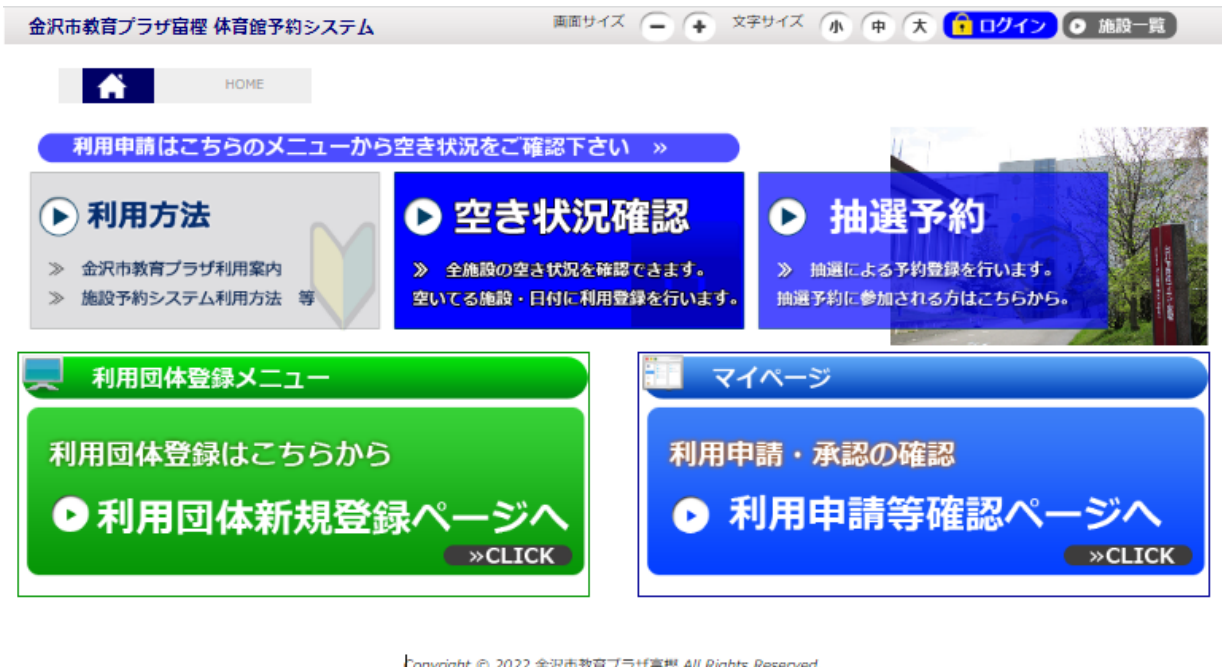 金沢市教育プラザ富樫 体育館予約システム
画面サイズ － ＋ 文字サイズ 小 中 大 ログイン 施設一覧
HOME
利用申請はこちらのメニューから空き状況をご確認下さい »
利用方法
» 金沢市教育プラザ利用案内
» 施設予約システム利用方法 等
空き状況確認
» 全施設の空き状況を確認できます。
空いてる施設・日付に利用登録を行います。
抽選予約
» 抽選による予約登録を行います。
抽選予約に参加される方はこちらから。
利用団体登録メニュー
利用団体登録はこちらから
利用団体新規登録ページへ
»CLICK
マイページ
利用申請・承認の確認
利用申請等確認ページへ
»CLICK
Copyright © 2022 金沢市教育プラザ富樫 All Rights Reserved